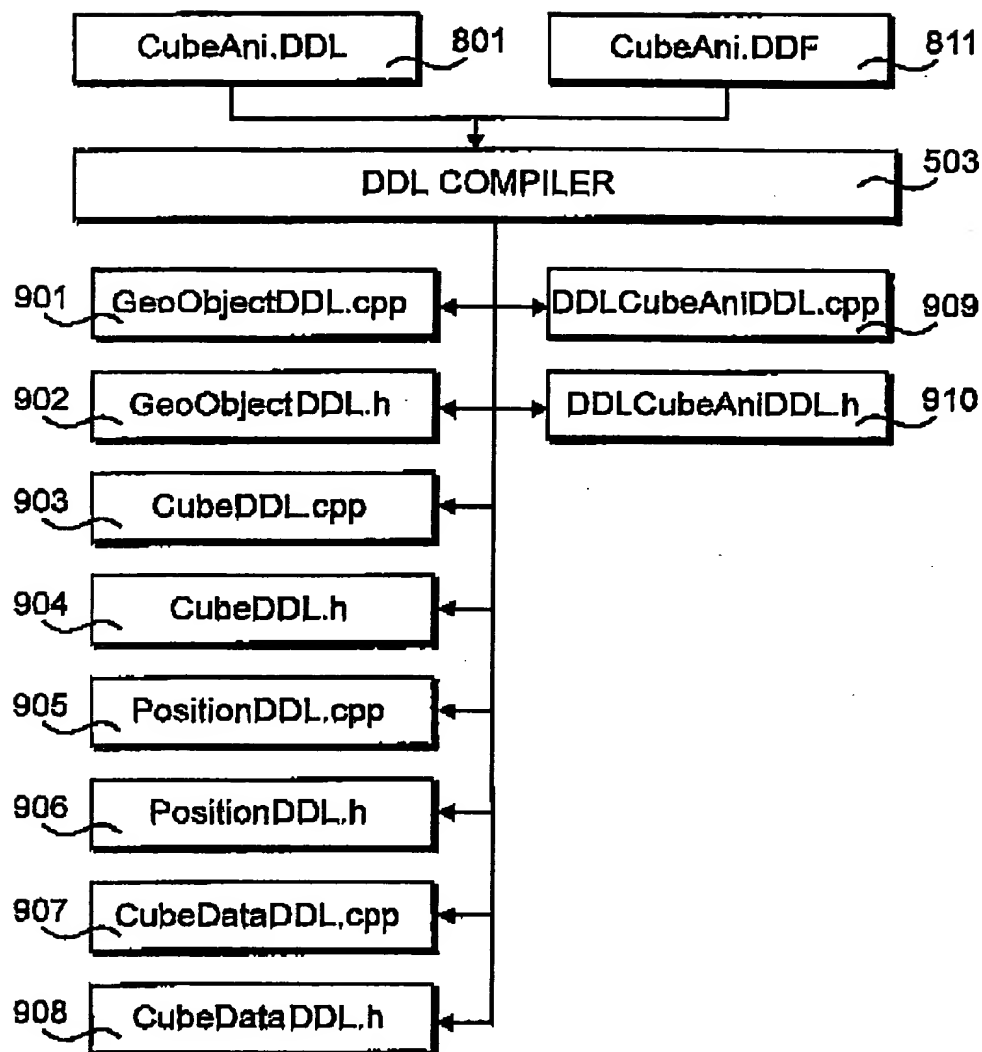 CubeAni.DDL 801 CubeAni.DDF 811
DDL COMPILER 503
901 GeoObjectDDL.cpp DDLCubeAniDDL.cpp 909
902 GeoObjectDDL.h DDLCubeAniDDL.h 910
903 CubeDDL.cpp
904 CubeDDL.h
905 PositionDDL.cpp
906 PositionDDL.h
907 CubeDataDDL.cpp
908 CubeDataDDL.h